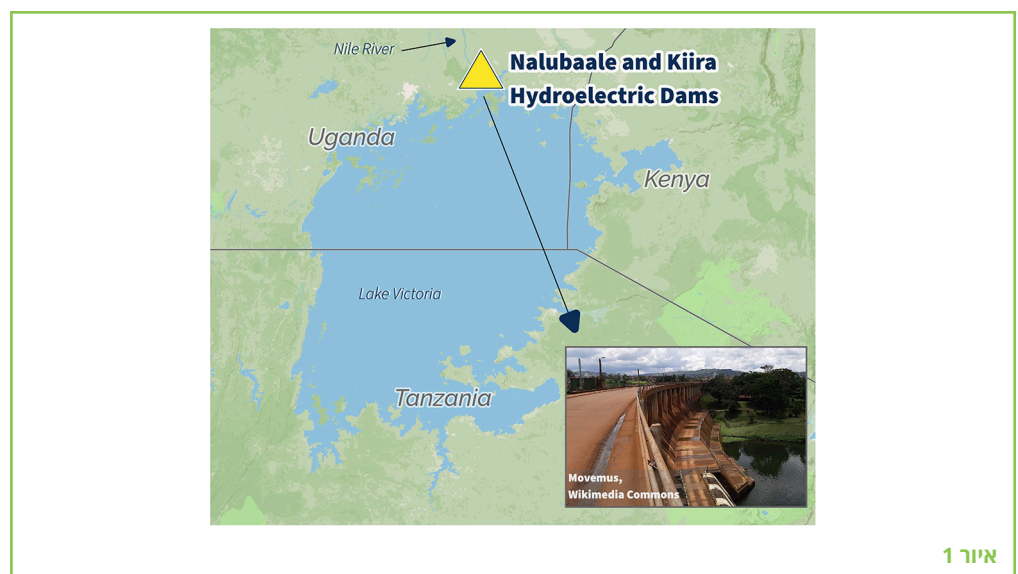 Nile River
Nalubaale and Kiira
Hydroelectric Dams
Uganda
Kenya
Lake Victoria
Tanzania
Movemus,
Wikimedia Commons
איור 1